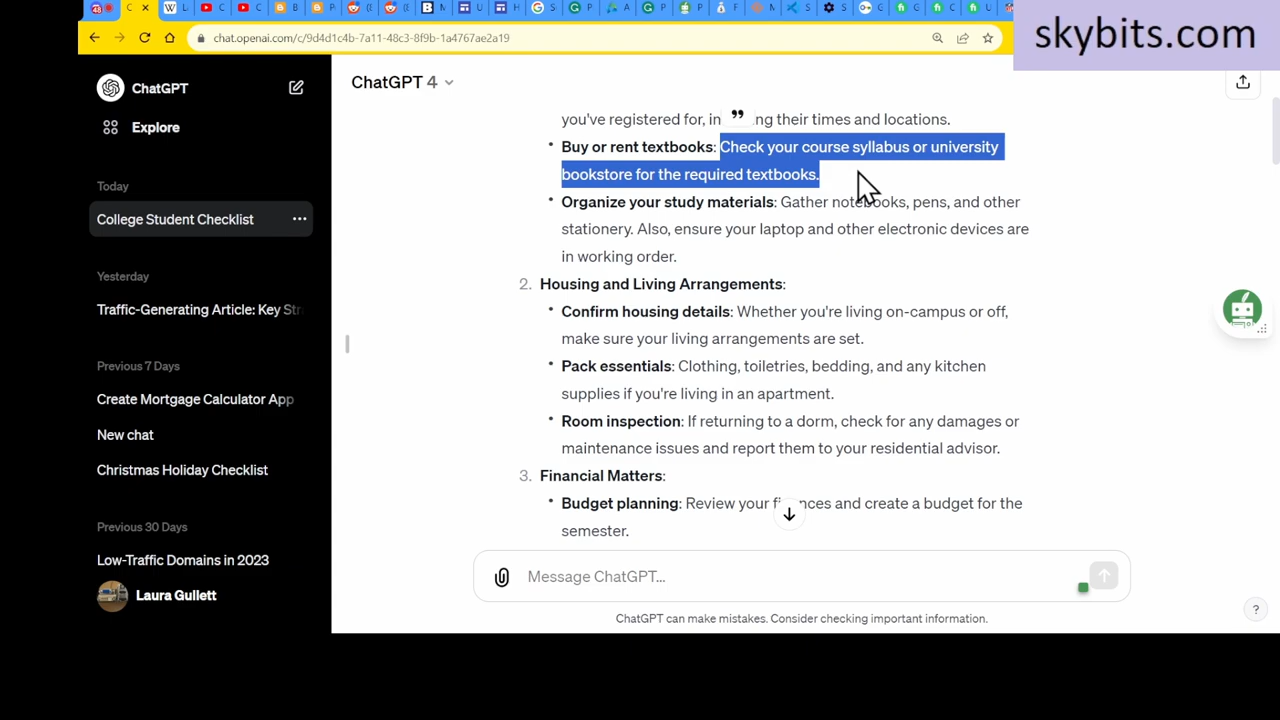 skybits.com
chat.openai.com/c/9d4d1c4b-7a11-48c3-8f9b-1a4767ae2a19
ChatGPT
Explore
Today
College Student Checklist
Yesterday
Traffic-Generating Article: Key Str
Previous 7 Days
Create Mortgage Calculator App
New chat
Christmas Holiday Checklist
Previous 30 Days
Low-Traffic Domains in 2023
Laura Gullett
ChatGPT 4
you've registered for, in ng their times and locations.
• Buy or rent textbooks: Check your course syllabus or university
bookstore for the required textbooks.
• Organize your study materials: Gather notebooks, pens, and other
stationery. Also, ensure your laptop and other electronic devices are
in working order.
2. Housing and Living Arrangements:
• Confirm housing details: Whether you're living on-campus or off,
make sure your living arrangements are set.
• Pack essentials: Clothing, toiletries, bedding, and any kitchen
supplies if you're living in an apartment.
• Room inspection: If returning to a dorm, check for any damages or
maintenance issues and report them to your residential advisor.
3. Financial Matters:
• Budget planning: Review your finances and create a budget for the
semester.
Message ChatGPT...
ChatGPT can make mistakes. Consider checking important information.
?